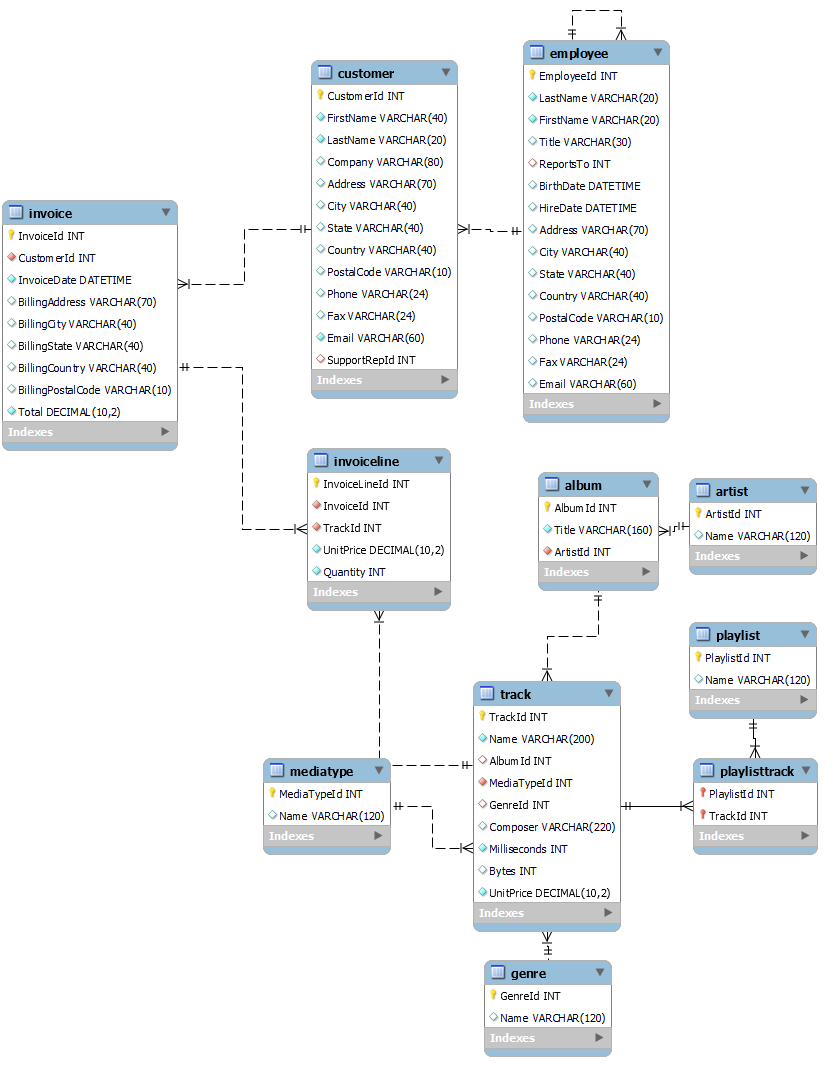 employee
EmployeeId INT
LastName VARCHAR(20)
FirstName VARCHAR(20)
Title VARCHAR(30)
ReportsTo INT
BirthDate DATETIME
HireDate DATETIME
Address VARCHAR(70)
City VARCHAR(40)
State VARCHAR(40)
Country VARCHAR(40)
PostalCode VARCHAR(10)
Phone VARCHAR(24)
Fax VARCHAR(24)
Email VARCHAR(60)
Indexes
customer
CustomerId INT
FirstName VARCHAR(40)
LastName VARCHAR(20)
Company VARCHAR(80)
Address VARCHAR(70)
City VARCHAR(40)
State VARCHAR(40)
Country VARCHAR(40)
PostalCode VARCHAR(10)
Phone VARCHAR(24)
Fax VARCHAR(24)
Email VARCHAR(60)
SupportRepId INT
Indexes
invoice
InvoiceId INT
CustomerId INT
InvoiceDate DATETIME
BillingAddress VARCHAR(70)
BillingCity VARCHAR(40)
BillingState VARCHAR(40)
BillingCountry VARCHAR(40)
BillingPostalCode VARCHAR(10)
Total DECIMAL(10,2)
Indexes
invoiceline
InvoiceLineId INT
InvoiceId INT
TrackId INT
UnitPrice DECIMAL(10,2)
Quantity INT
Indexes
album
AlbumId INT
Title VARCHAR(160)
ArtistId INT
Indexes
artist
ArtistId INT
Name VARCHAR(120)
Indexes
playlist
PlaylistId INT
Name VARCHAR(120)
Indexes
track
TrackId INT
Name VARCHAR(200)
AlbumId INT
MediaTypeId INT
GenreId INT
Composer VARCHAR(220)
Milliseconds INT
Bytes INT
UnitPrice DECIMAL(10,2)
Indexes
mediatype
MediaTypeId INT
Name VARCHAR(120)
Indexes
playlisttrack
PlaylistId INT
TrackId INT
Indexes
genre
GenreId INT
Name VARCHAR(120)
Indexes